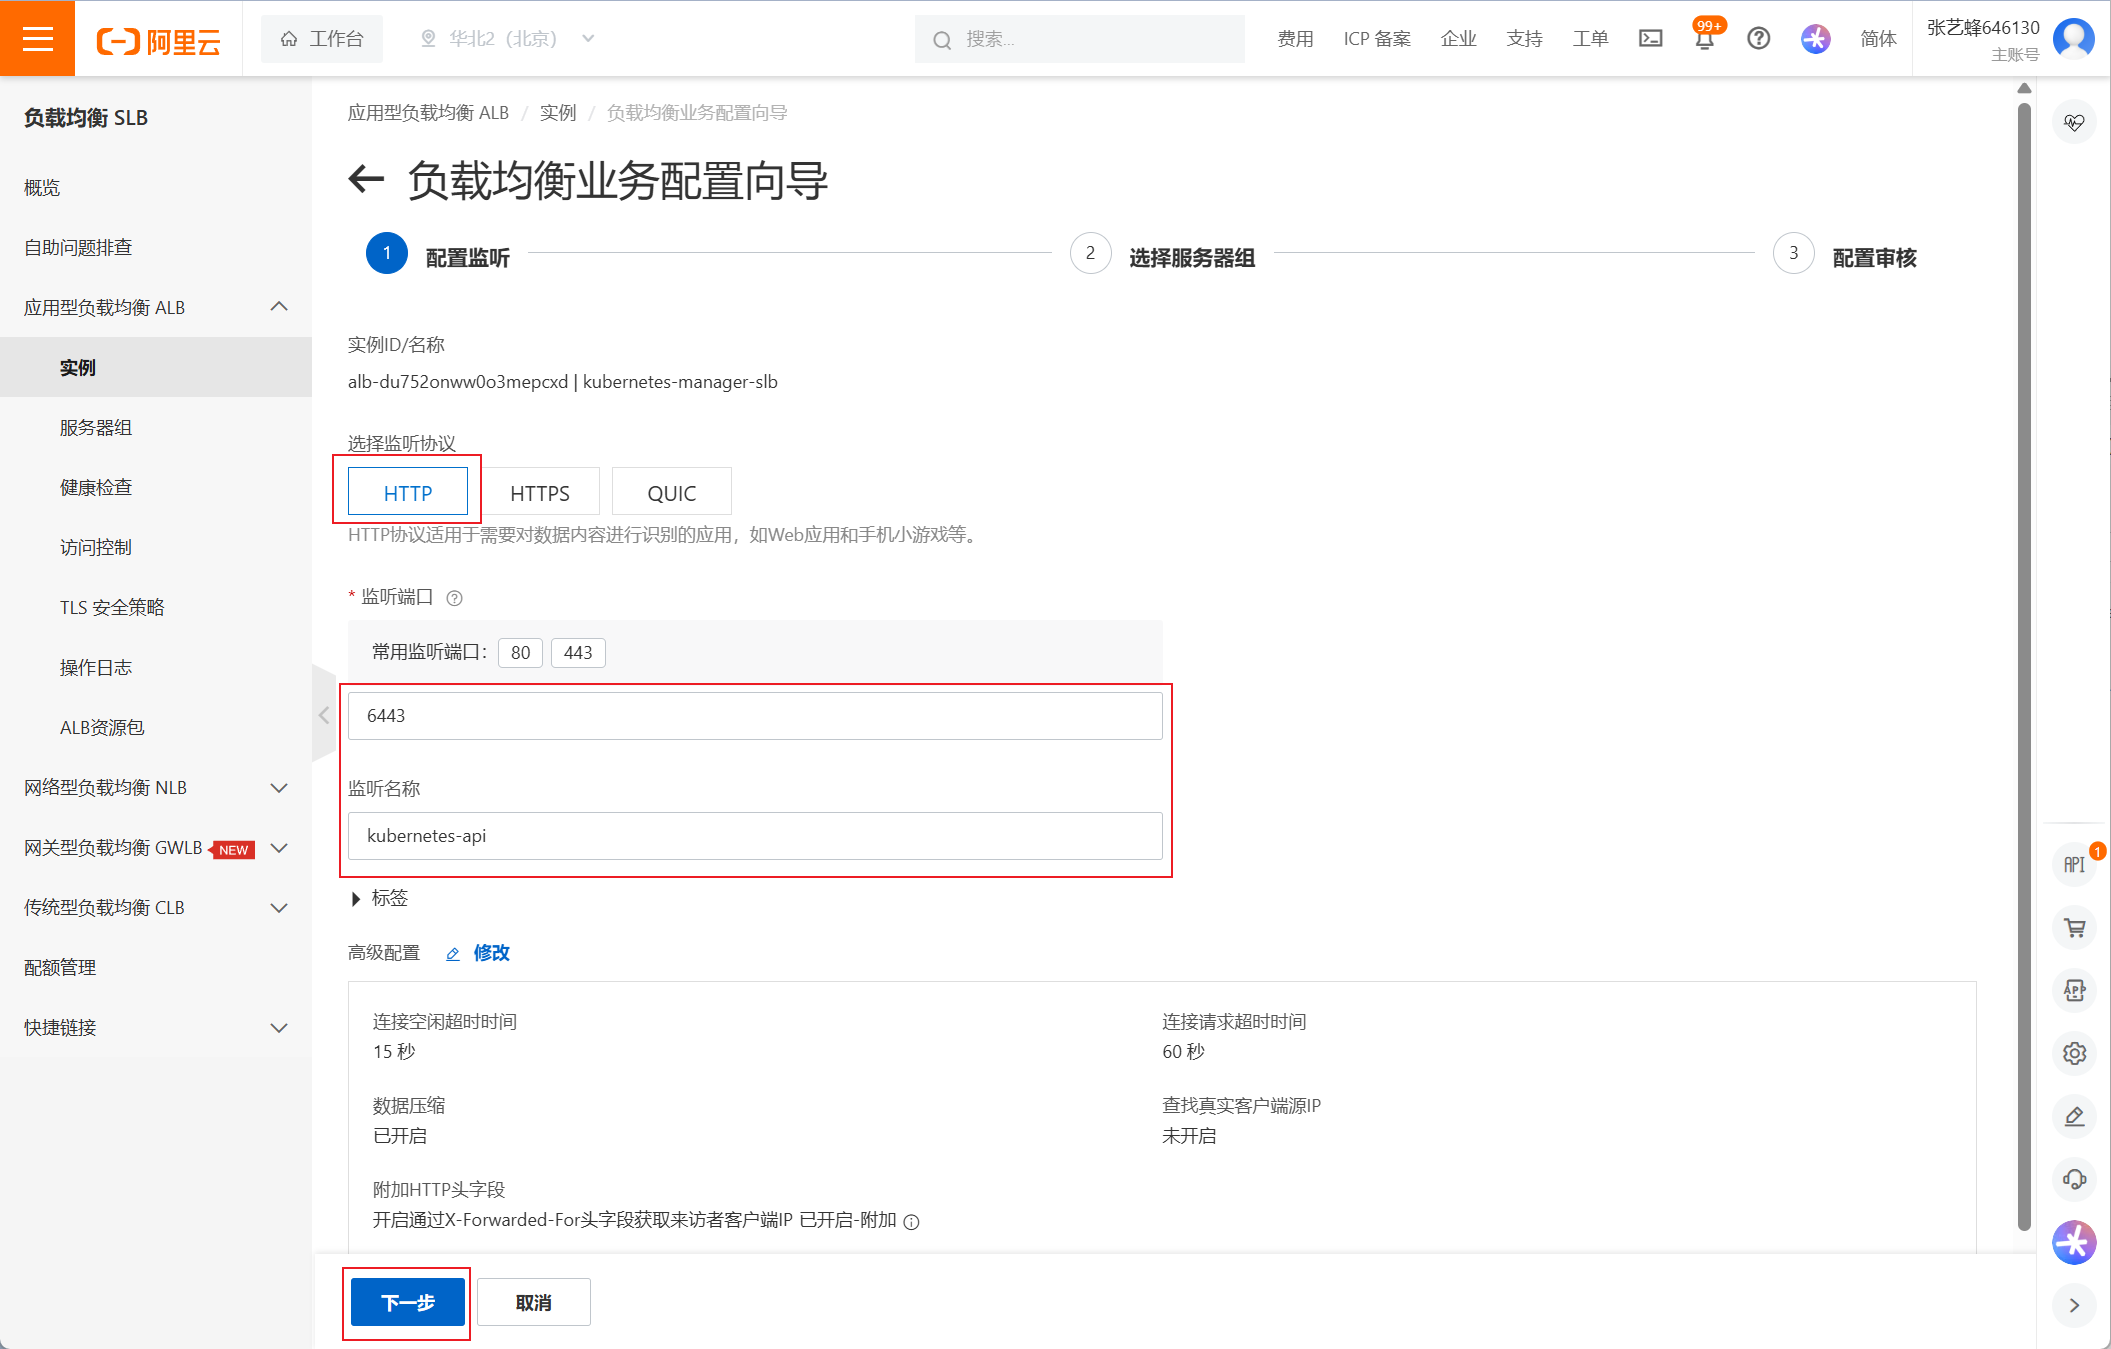 阿里云
工作台
华北2（北京）
搜索...
费用
ICP 备案
企业
支持
工单
99+
简体
张艺蜂646130
主账号
负载均衡 SLB
概览
自助问题排查
应用型负载均衡 ALB
实例
服务器组
健康检查
访问控制
TLS 安全策略
操作日志
ALB资源包
网络型负载均衡 NLB
网关型负载均衡 GWLB NEW
传统型负载均衡 CLB
配额管理
快捷链接
应用型负载均衡 ALB / 实例 / 负载均衡业务配置向导
负载均衡业务配置向导
1 配置监听
2 选择服务器组
3 配置审核
实例ID/名称
alb-du752onww0o3mepcxd | kubernetes-manager-slb
选择监听协议
HTTP
HTTPS
QUIC
HTTP协议适用于需要对数据内容进行识别的应用，如Web应用和手机小游戏等。
* 监听端口
常用监听端口： 80 443
6443
监听名称
kubernetes-api
标签
高级配置 修改
连接空闲超时时间
15 秒
连接请求超时时间
60 秒
数据压缩
已开启
查找真实客户端源IP
未开启
附加HTTP头字段
开启通过X-Forwarded-For头字段获取来访者客户端IP 已开启-附加
下一步
取消
API
1
APP